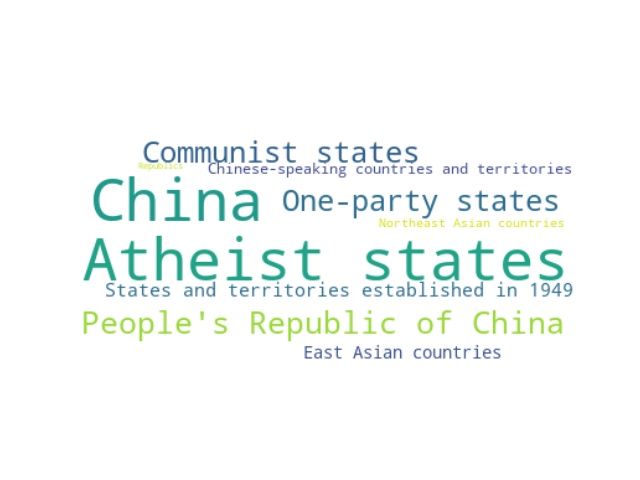 Communist states
Republics
Chinese-speaking countries and territories
China
One-party states
Northeast Asian countries
Atheist states
States and territories established in 1949
People's Republic of China
East Asian countries